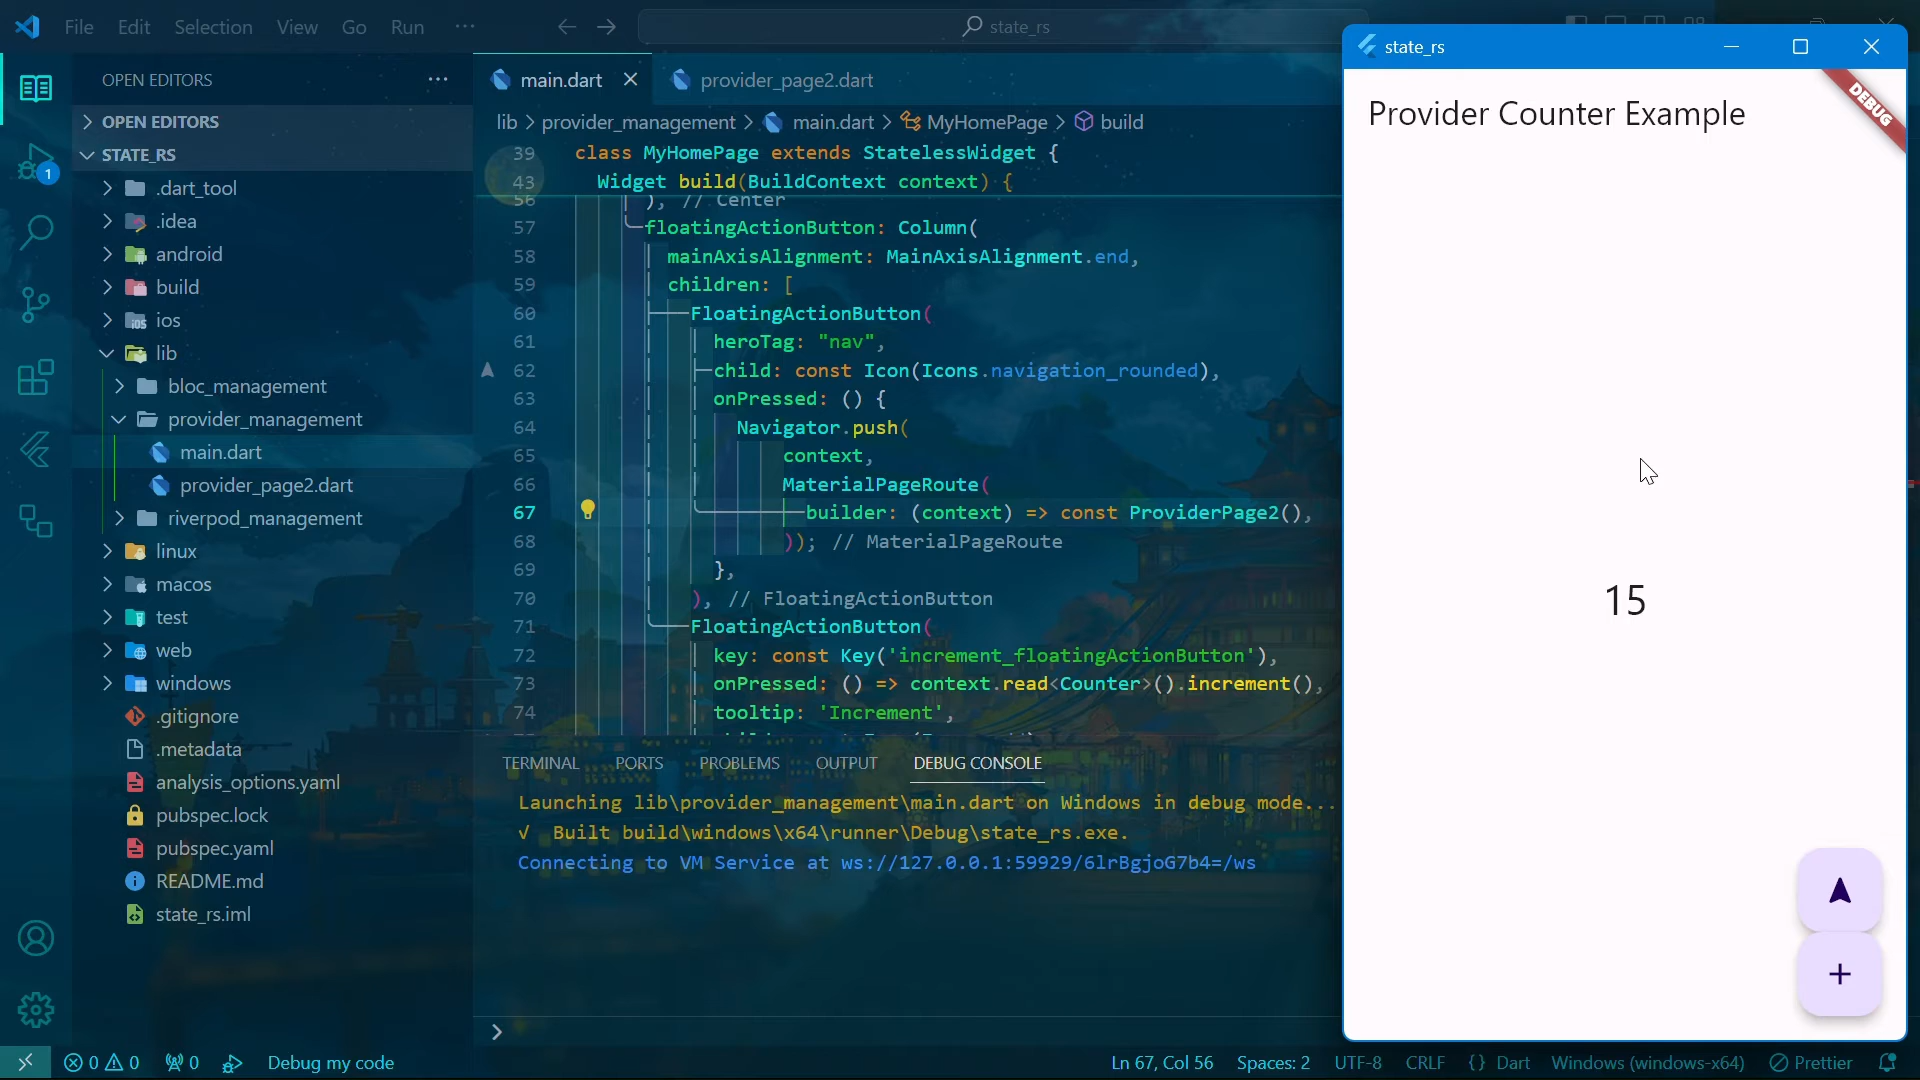 File Edit Selection View Go Run ···
state_rs
OPEN EDITORS ···
OPEN EDITORS
STATE_RS
.dart_tool
.idea
android
build
ios
lib
bloc_management
provider_management
main.dart
provider_page2.dart
riverpod_management
linux
macos
test
web
windows
.gitignore
.metadata
analysis_options.yaml
pubspec.lock
pubspec.yaml
README.md
state_rs.iml
1
main.dart
provider_page2.dart
lib > provider_management > main.dart > MyHomePage > build
39 class MyHomePage extends StatelessWidget {
43 Widget build(BuildContext context) {
56 ), // Center
57 floatingActionButton: Column(
58 mainAxisAlignment: MainAxisAlignment.end,
59 children: [
60 FloatingActionButton(
61 heroTag: "nav",
62 child: const Icon(Icons.navigation_rounded),
63 onPressed: () {
64 Navigator.push(
65 context,
66 MaterialPageRoute(
67 builder: (context) => const ProviderPage2(),
68 )); // MaterialPageRoute
69 },
70 ), // FloatingActionButton
71 FloatingActionButton(
72 key: const Key('increment_floatingActionButton'),
73 onPressed: () => context.read<Counter>().increment(),
74 tooltip: 'Increment',
TERMINAL PORTS PROBLEMS OUTPUT DEBUG CONSOLE
Launching lib\provider_management\main.dart on Windows in debug mode...
√ Built build\windows\x64\runner\Debug\state_rs.exe.
Connecting to VM Service at ws://127.0.0.1:59929/6lrBgjoG7b4=/ws
state_rs
Provider Counter Example
DEBUG
15
0 0 0 Debug my code
Ln 67, Col 56 Spaces: 2 UTF-8 CRLF {} Dart Windows (windows-x64) Prettier